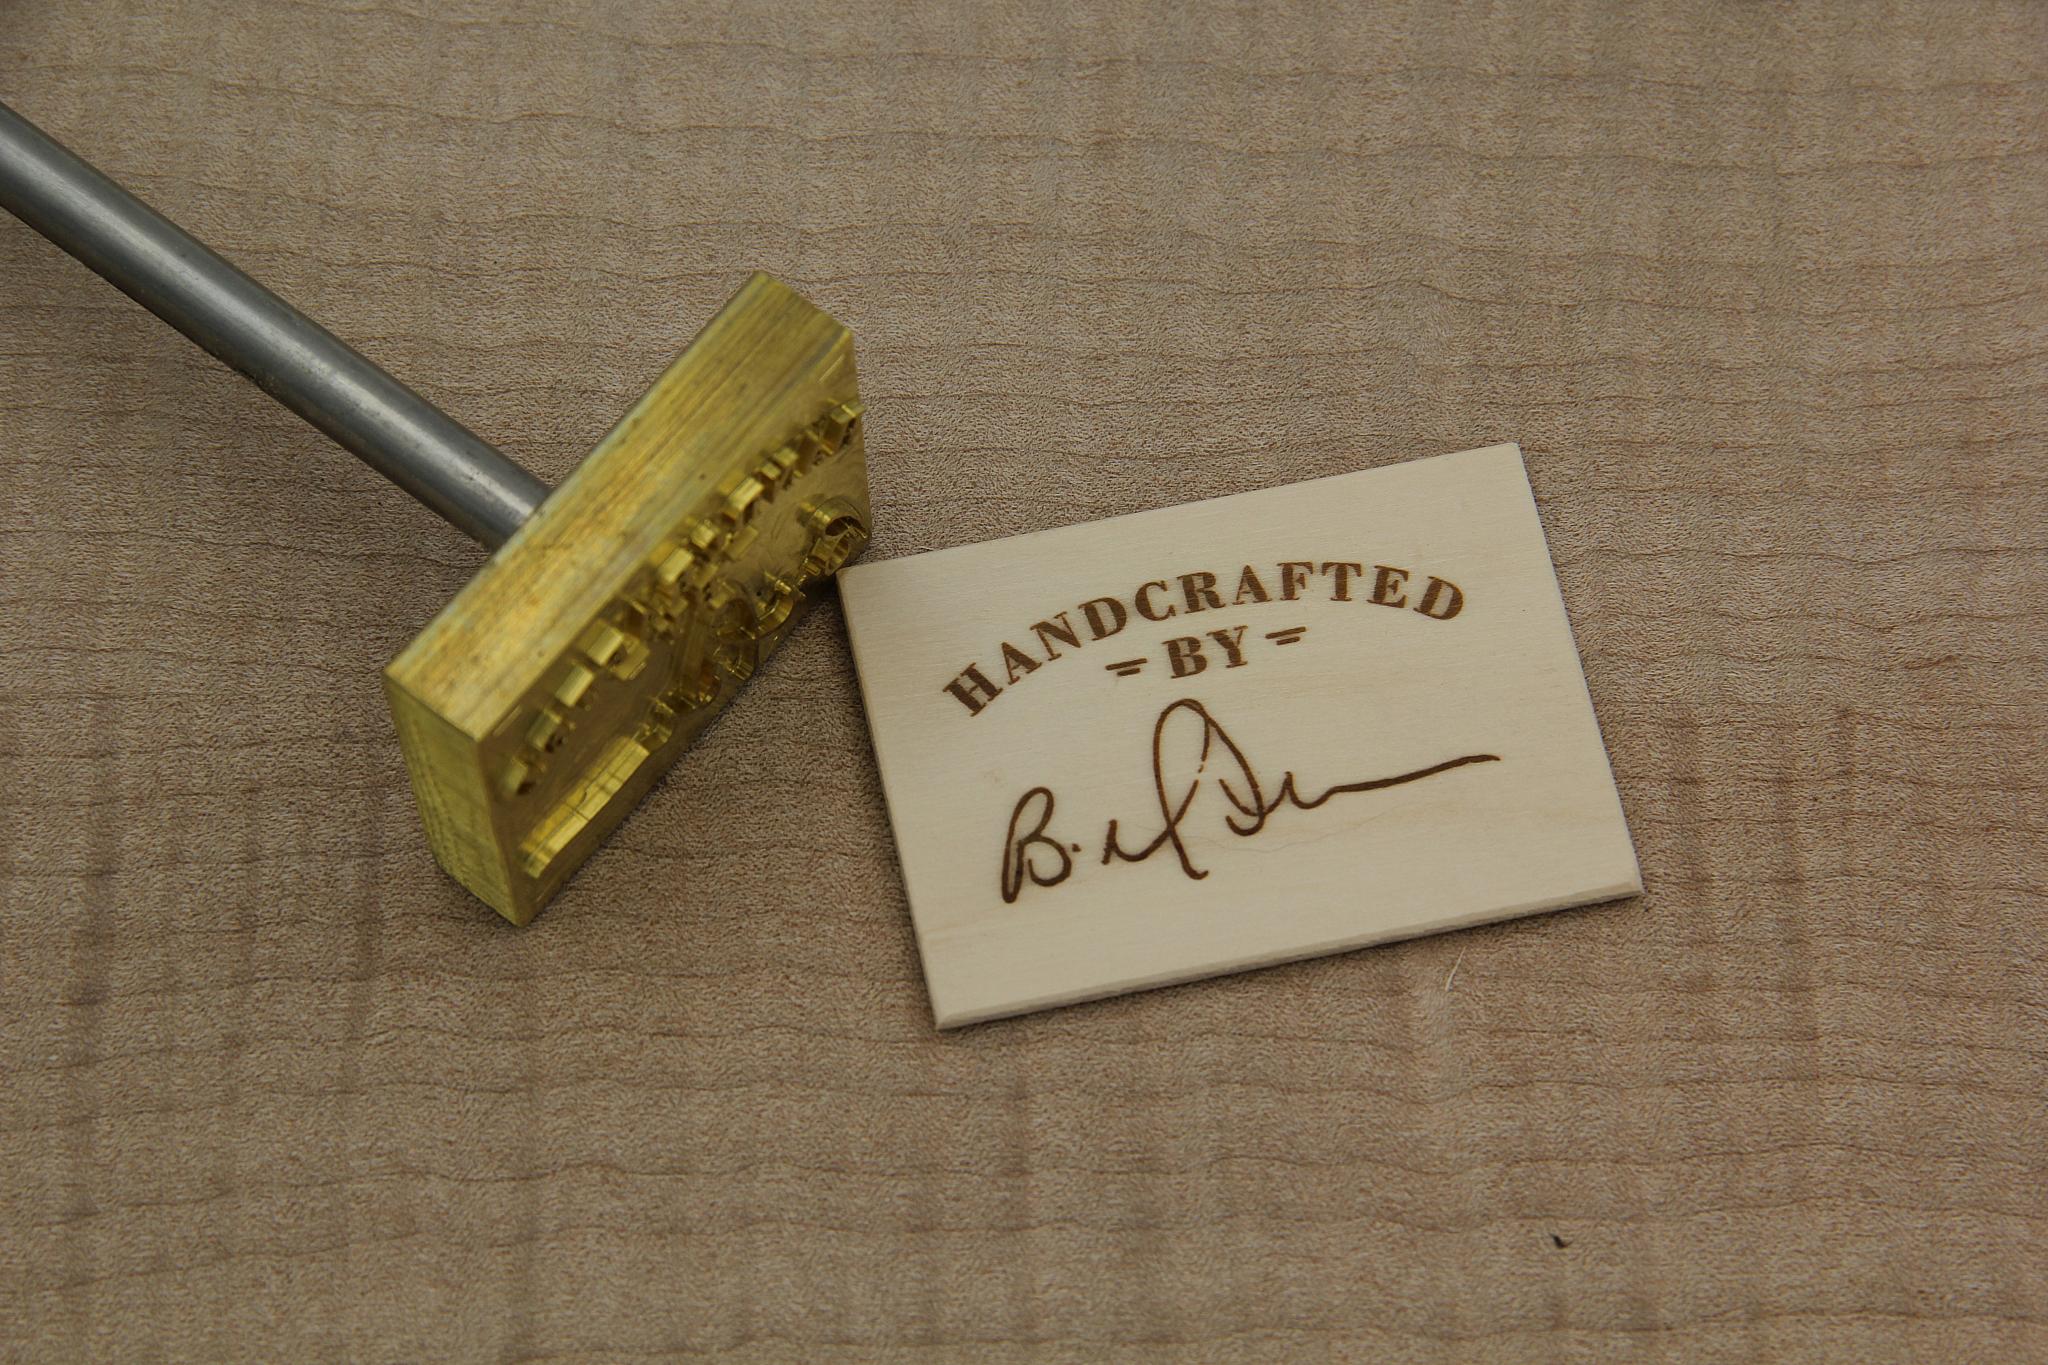 HANDCRAFTED
= BY =
B.